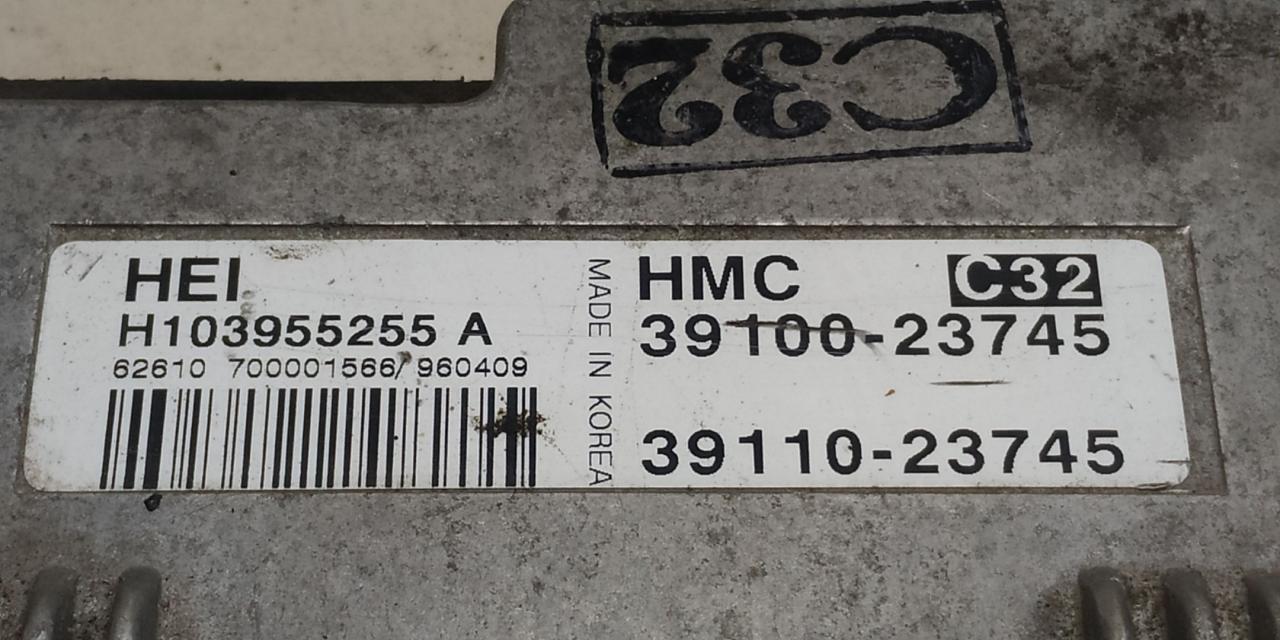 C32
HEI
H103955255 A
62610 700001566/ 960409
MADE IN KOREA
HMC C32
39100-23745
39110-23745